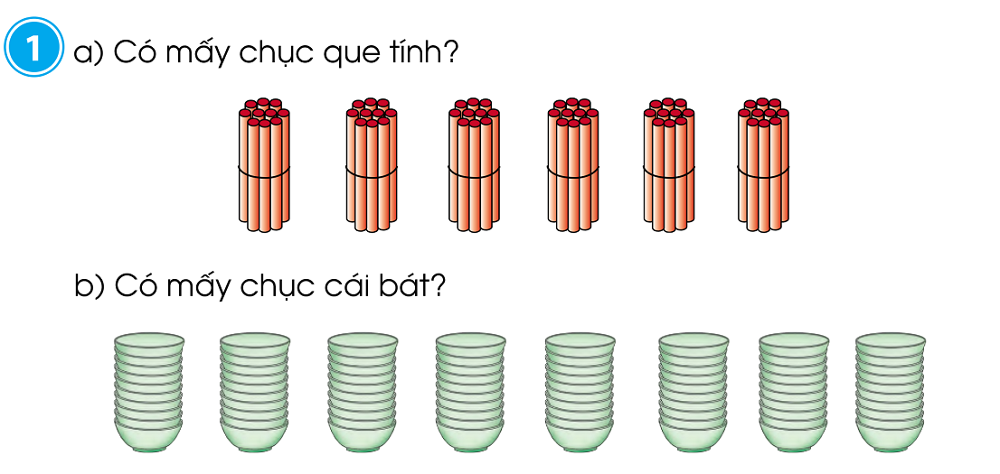 1 a) Có mấy chục que tính?
b) Có mấy chục cái bát?